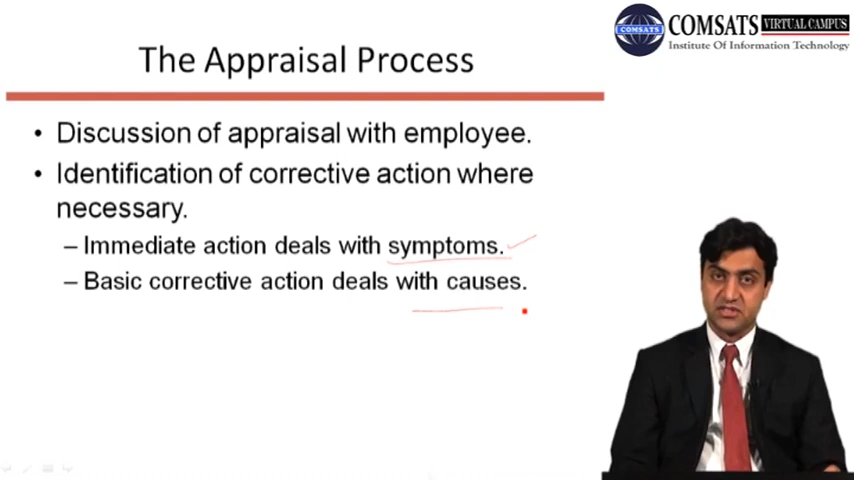 COMSATS VIRTUAL CAMPUS
COMSATS
Institute Of Information Technology
The Appraisal Process
• Discussion of appraisal with employee.
• Identification of corrective action where
necessary.
– Immediate action deals with symptoms.
– Basic corrective action deals with causes.